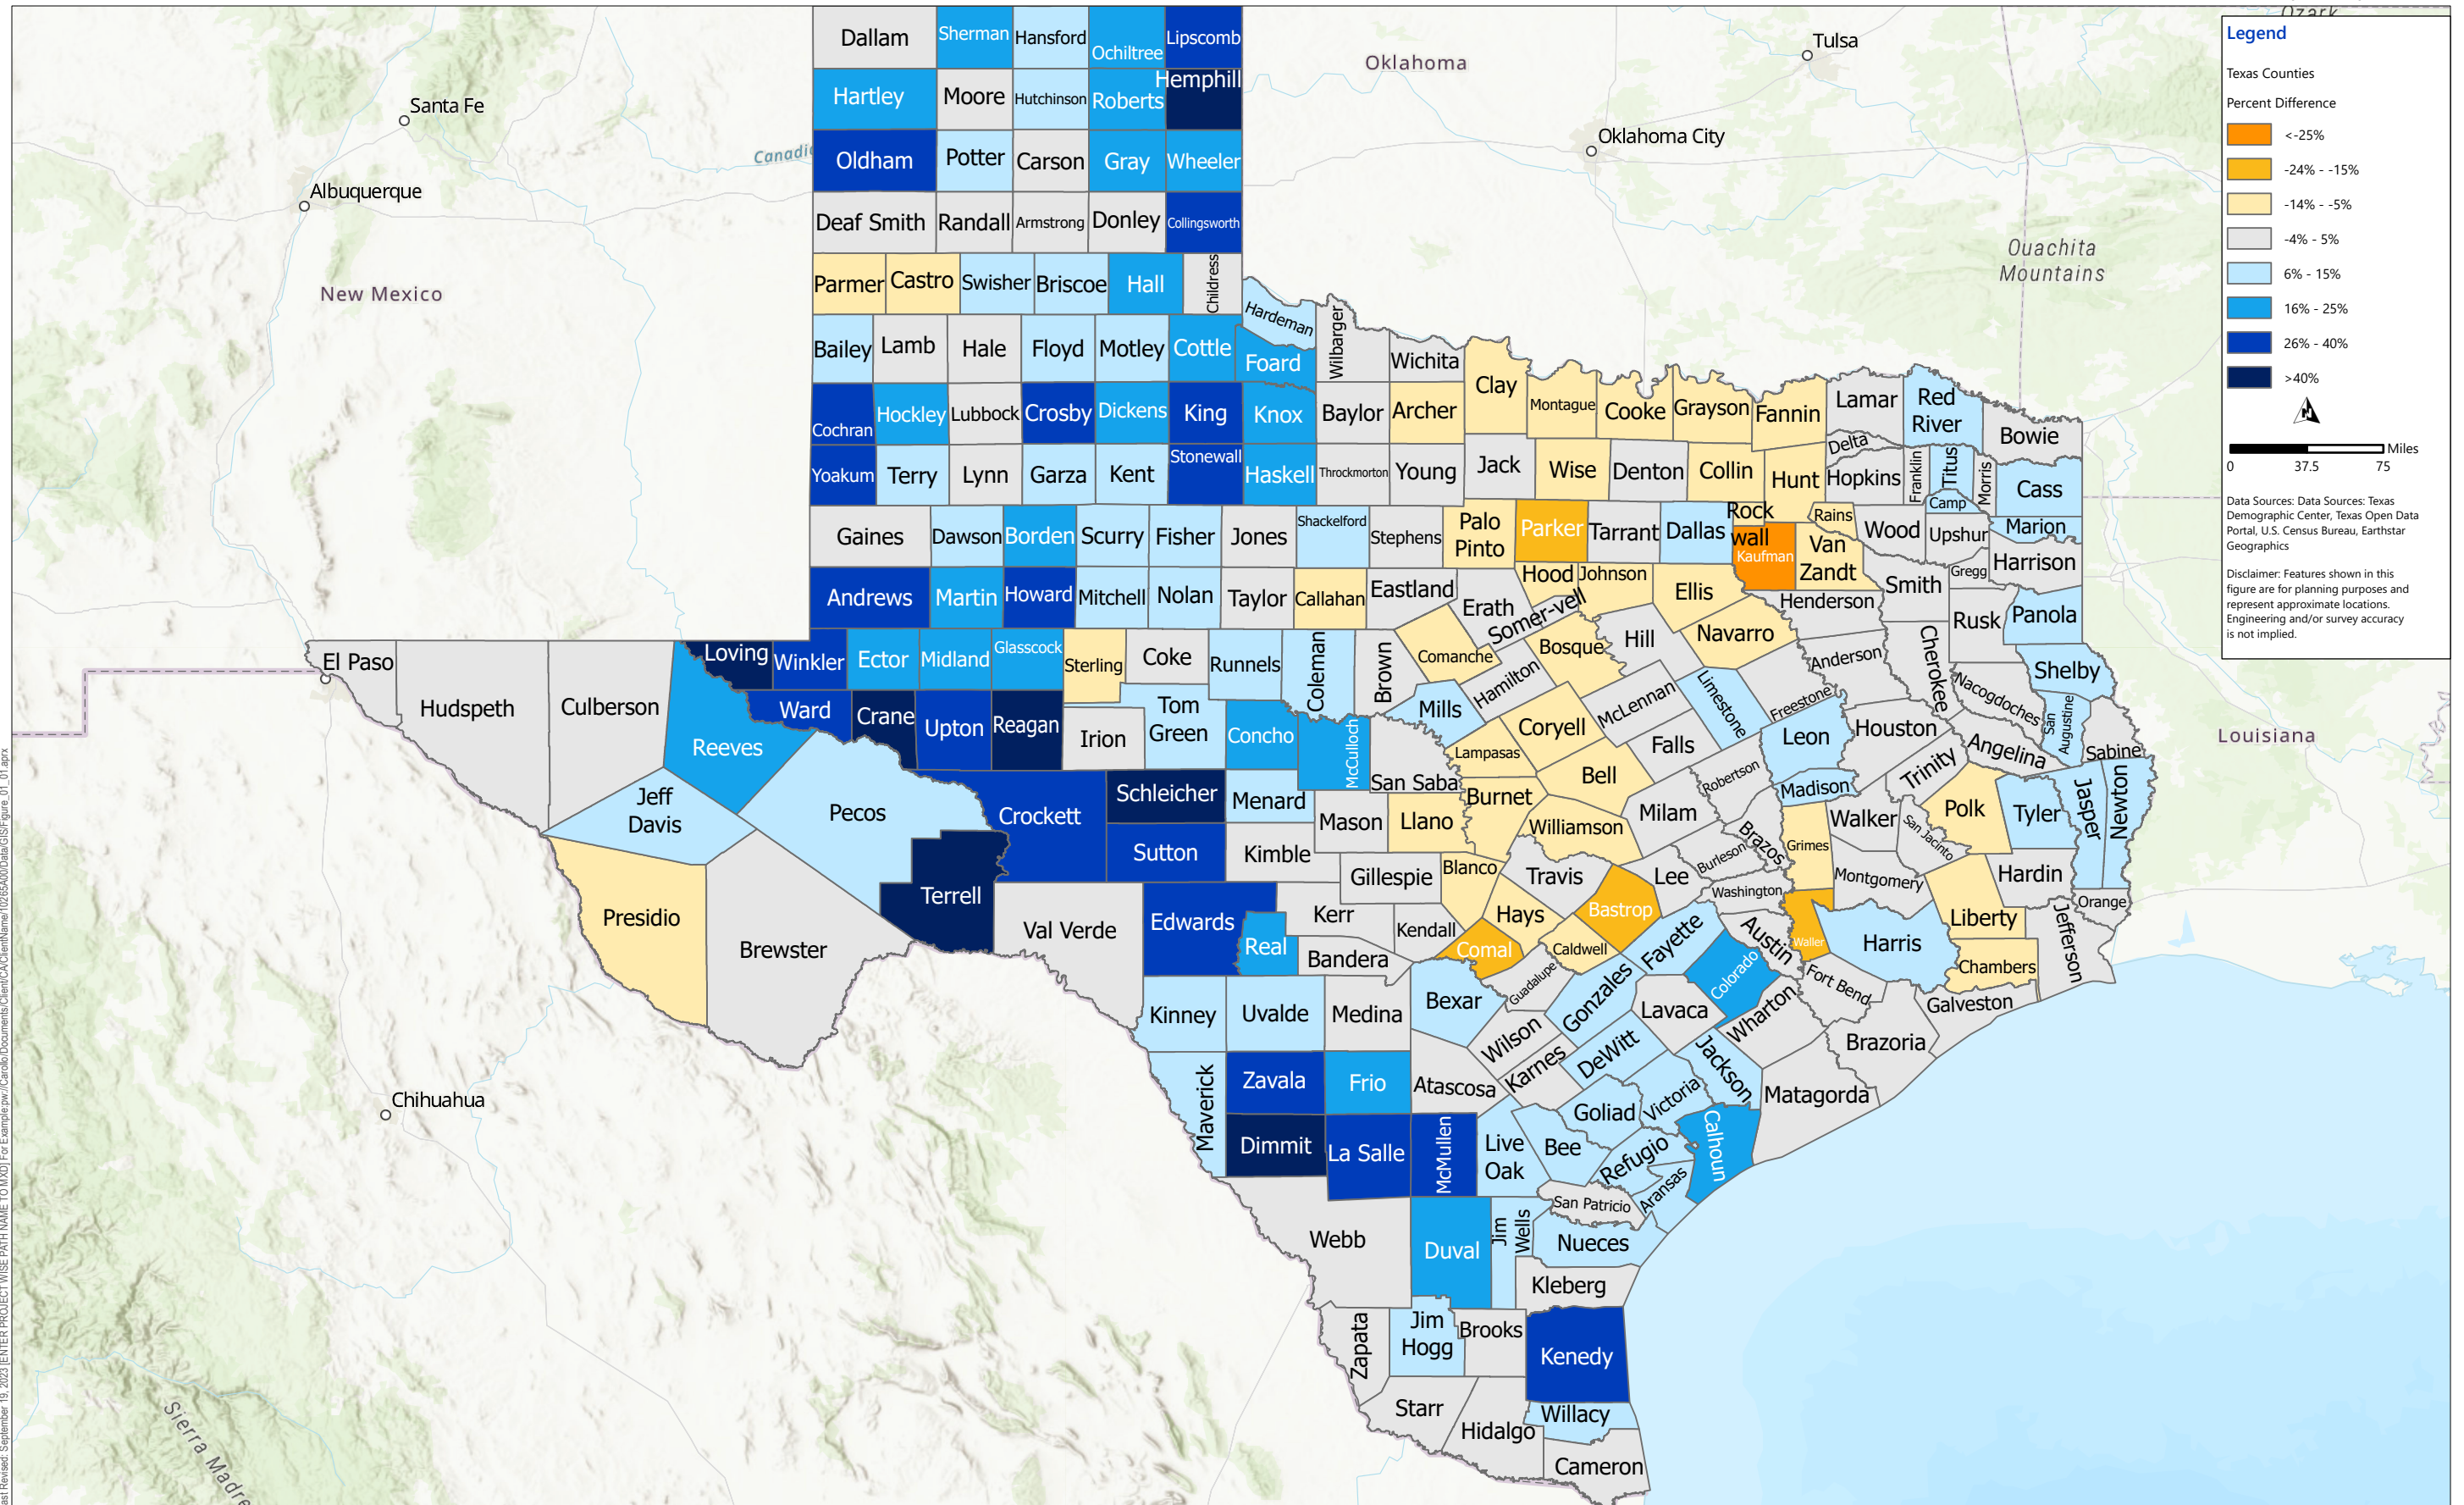 Ozark
Legend
Texas Counties
Percent Difference
<-25%
-24% - -15%
-14% - -5%
-4% - 5%
6% - 15%
16% - 25%
26% - 40%
>40%
Miles
0 37.5 75
Data Sources: Data Sources: Texas
Demographic Center, Texas Open Data
Portal, U.S. Census Bureau, Earthstar
Geographics
Disclaimer: Features shown in this
figure are for planning purposes and
represent approximate locations.
Engineering and/or survey accuracy
is not implied.
Tulsa
Oklahoma
Oklahoma City
Santa Fe
Albuquerque
New Mexico
Ouachita
Mountains
Louisiana
Chihuahua
Sierra Madre
Canadi
Dallam Sherman Hansford Ochiltree Lipscomb
Hartley Moore Hutchinson Roberts Hemphill
Oldham Potter Carson Gray Wheeler
Deaf Smith Randall Armstrong Donley Collingsworth
Parmer Castro Swisher Briscoe Hall Childress
Bailey Lamb Hale Floyd Motley Cottle Foard Hardeman Wilbarger Wichita
Cochran Hockley Lubbock Crosby Dickens King Knox Baylor Archer Clay Montague Cooke Grayson Fannin Lamar Red
River
Bowie
Yoakum Terry Lynn Garza Kent Stonewall Haskell Throckmorton Young Jack Wise Denton Collin Hunt Delta Hopkins Franklin Titus Morris Cass
Camp
Gaines Dawson Borden Scurry Fisher Jones Shackelford Stephens Palo
Pinto
Parker Tarrant Dallas Rock
wall
Kaufman Rains Van
Zandt
Wood Upshur Marion
Harrison
Gregg
Andrews Martin Howard Mitchell Nolan Taylor Callahan Eastland Erath Hood Somer-vell Johnson Ellis Henderson Smith Rusk Panola
El Paso Hudspeth Culberson Loving Winkler Ector Midland Glasscock Sterling Coke Runnels Coleman Brown Comanche Hamilton Bosque Hill Navarro Anderson Cherokee Shelby
Nacogdoches
San
Augustine
Sabine
Reeves Ward Crane Upton Reagan Irion Tom
Green
Concho McCulloch San Saba Mills Lampasas Coryell McLennan Limestone Freestone Falls Leon Houston Angelina Trinity
Jeff
Davis
Pecos Crockett Schleicher Menard Mason Llano Burnet Bell Milam Robertson Madison Walker San Jacinto Polk Tyler Jasper Newton
Presidio Brewster Terrell Sutton Kimble Gillespie Blanco Williamson Travis Lee Burleson Brazos Grimes Washington Montgomery Hardin
Val Verde Edwards Real Kerr Bandera Kendall Comal Hays Caldwell Bastrop Fayette Austin Waller Harris Liberty Chambers Jefferson Orange
Kinney Uvalde Medina Bexar Guadalupe Gonzales Lavaca Colorado Wharton Fort Bend Galveston Brazoria
Maverick Zavala Frio Atascosa Wilson Karnes DeWitt Victoria Jackson Matagorda
Dimmit La Salle McMullen Live
Oak
Bee Goliad Refugio Calhoun Aransas San Patricio
Webb Duval Jim
Wells
Nueces Kleberg
Zapata Jim
Hogg
Brooks Kenedy
Starr Hidalgo Willacy
Cameron